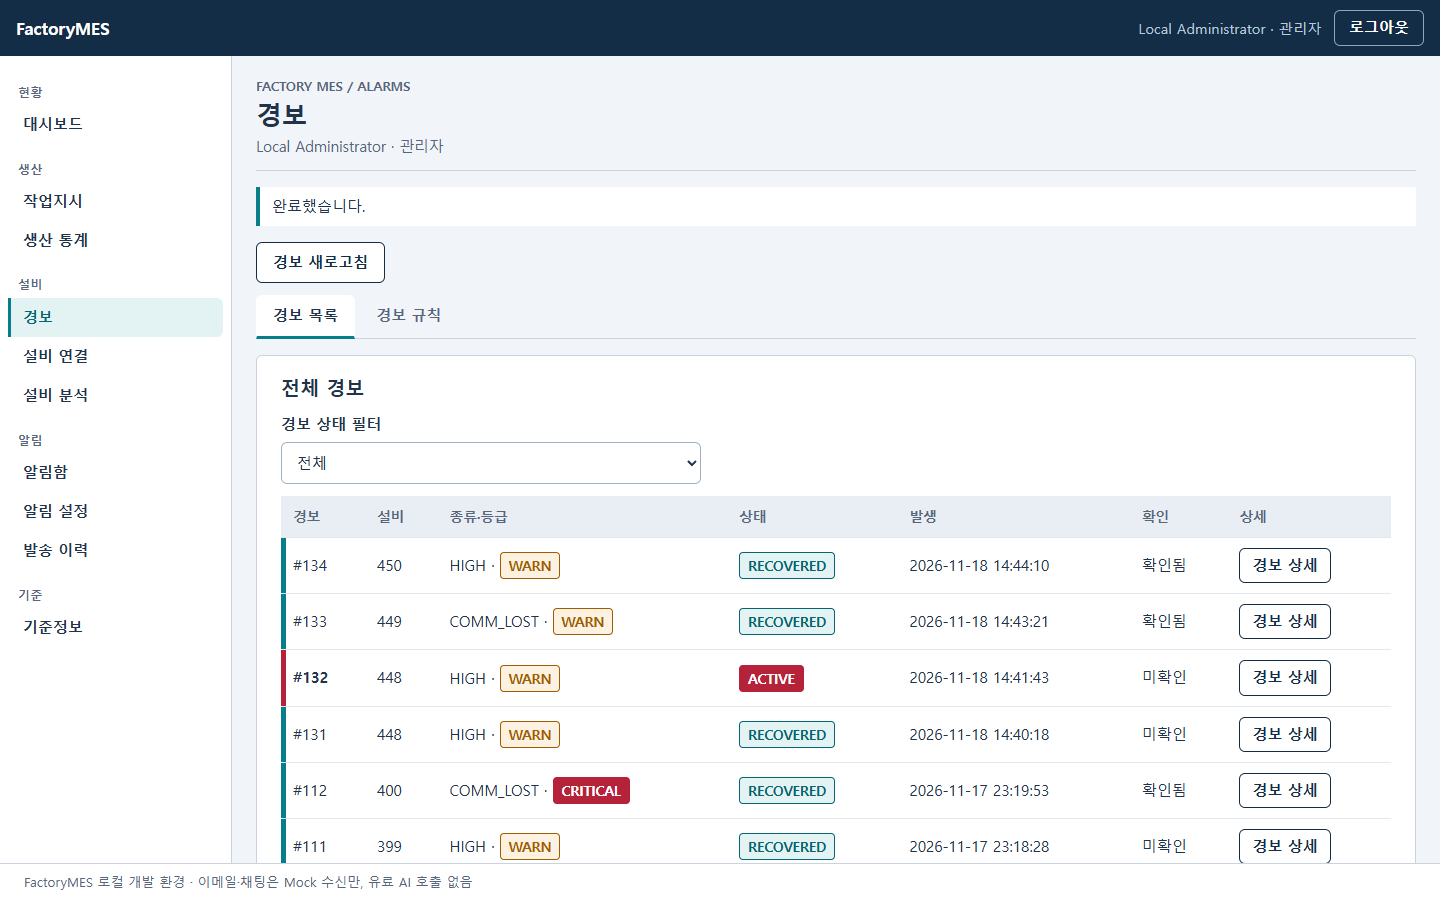 FactoryMES
Local Administrator · 관리자
로그아웃
현황
대시보드
생산
작업지시
생산 통계
설비
경보
설비 연결
설비 분석
알림
알림함
알림 설정
발송 이력
기준
기준정보
FACTORY MES / ALARMS
경보
Local Administrator · 관리자
완료했습니다.
경보 새로고침
경보 목록 경보 규칙
전체 경보
경보 상태 필터
전체
경보 설비 종류·등급 상태 발생 확인 상세
#134 450 HIGH · WARN RECOVERED 2026-11-18 14:44:10 확인됨 경보 상세
#133 449 COMM_LOST · WARN RECOVERED 2026-11-18 14:43:21 확인됨 경보 상세
#132 448 HIGH · WARN ACTIVE 2026-11-18 14:41:43 미확인 경보 상세
#131 448 HIGH · WARN RECOVERED 2026-11-18 14:40:18 미확인 경보 상세
#112 400 COMM_LOST · CRITICAL RECOVERED 2026-11-17 23:19:53 확인됨 경보 상세
#111 399 HIGH · WARN RECOVERED 2026-11-17 23:18:28 미확인 경보 상세
FactoryMES 로컬 개발 환경 · 이메일·채팅은 Mock 수신만, 유료 AI 호출 없음